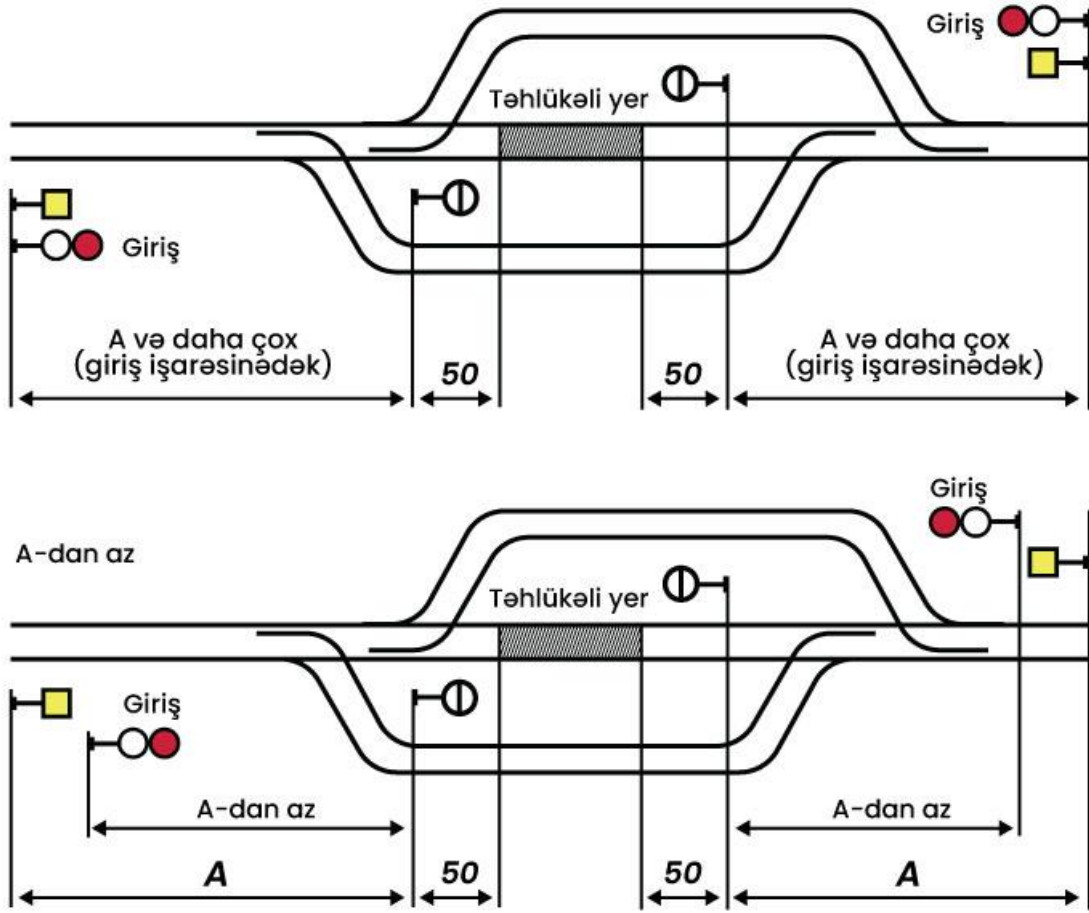 Giriş
Təhlükəli yer
Giriş
A və daha çox
(giriş işarəsinədək)
50
50
A və daha çox
(giriş işarəsinədək)
Giriş
A-dan az
Təhlükəli yer
Giriş
A-dan az
A-dan az
A
50
50
A